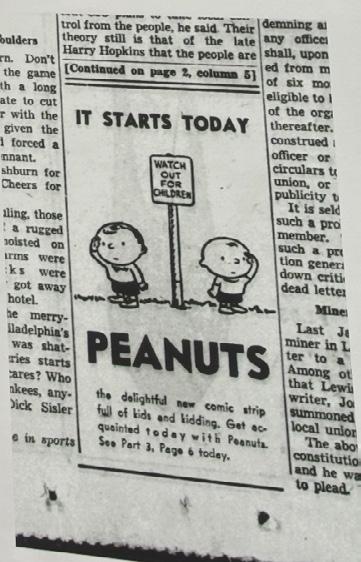 boulders
rn. Don't
the game
th a long
ate to cut
r with the
given the
l forced a
mnant.
shburn for
Cheers for
iling, those
a rugged
hoisted on
arms were
ks were
got away
hotel.
he merry-
iladelphia's
was shat-
ries starts
cares? Who
nkees, any-
Dick Sisler
e in sports
trol from the people, he said. Their
theory still is that of the late
Harry Hopkins that the people are
[Continued on page 2, column 5]
IT STARTS TODAY
WATCH
OUT
FOR
CHILDREN
PEANUTS
the delightful new comic strip
full of kids and kidding. Get ac-
quainted today with Peanuts.
See Part 3, Page 6 today.
demning a
any office
shall, upon
ed from m
of six mo
eligible to
of the orga
thereafter.
construed
officer or
circulars t
union, or
publicity
It is seld
such a pro
member.
such a pre
tion genera
down criti
dead letter
Mine
Last Ja
miner in L
ter to a
Among ot
that Lewi
writer, Jo
summoned
local union
The abo
constitutio
and he wa
to plead.